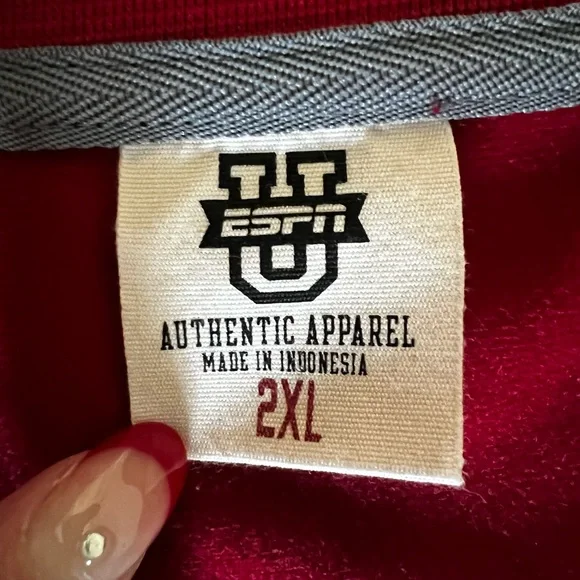 U
ESPN
AUTHENTIC APPAREL
MADE IN INDONESIA
2XL